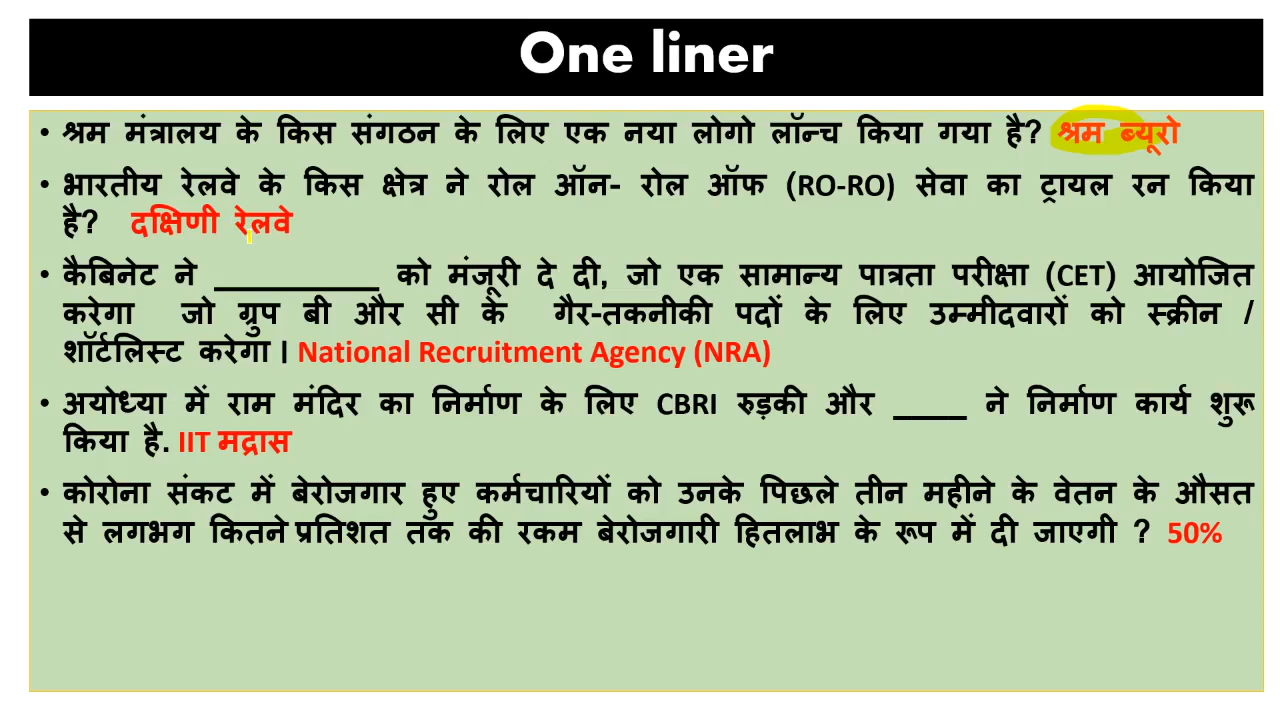 One liner
• श्रम मंत्रालय के किस संगठन के लिए एक नया लोगो लॉन्च किया गया है? श्रम ब्यूरो
• भारतीय रेलवे के किस क्षेत्र ने रोल ऑन- रोल ऑफ (RO-RO) सेवा का ट्रायल रन किया
है? दक्षिणी रेलवे
• कैबिनेट ने ___________ को मंजूरी दे दी, जो एक सामान्य पात्रता परीक्षा (CET) आयोजित
करेगा जो ग्रुप बी और सी के गैर-तकनीकी पदों के लिए उम्मीदवारों को स्क्रीन /
शॉर्टलिस्ट करेगा। National Recruitment Agency (NRA)
• अयोध्या में राम मंदिर का निर्माण के लिए CBRI रुड़की और _____ ने निर्माण कार्य शुरू
किया है. IIT मद्रास
• कोरोना संकट में बेरोजगार हुए कर्मचारियों को उनके पिछले तीन महीने के वेतन के औसत
से लगभग कितने प्रतिशत तक की रकम बेरोजगारी हितलाभ के रूप में दी जाएगी ? 50%